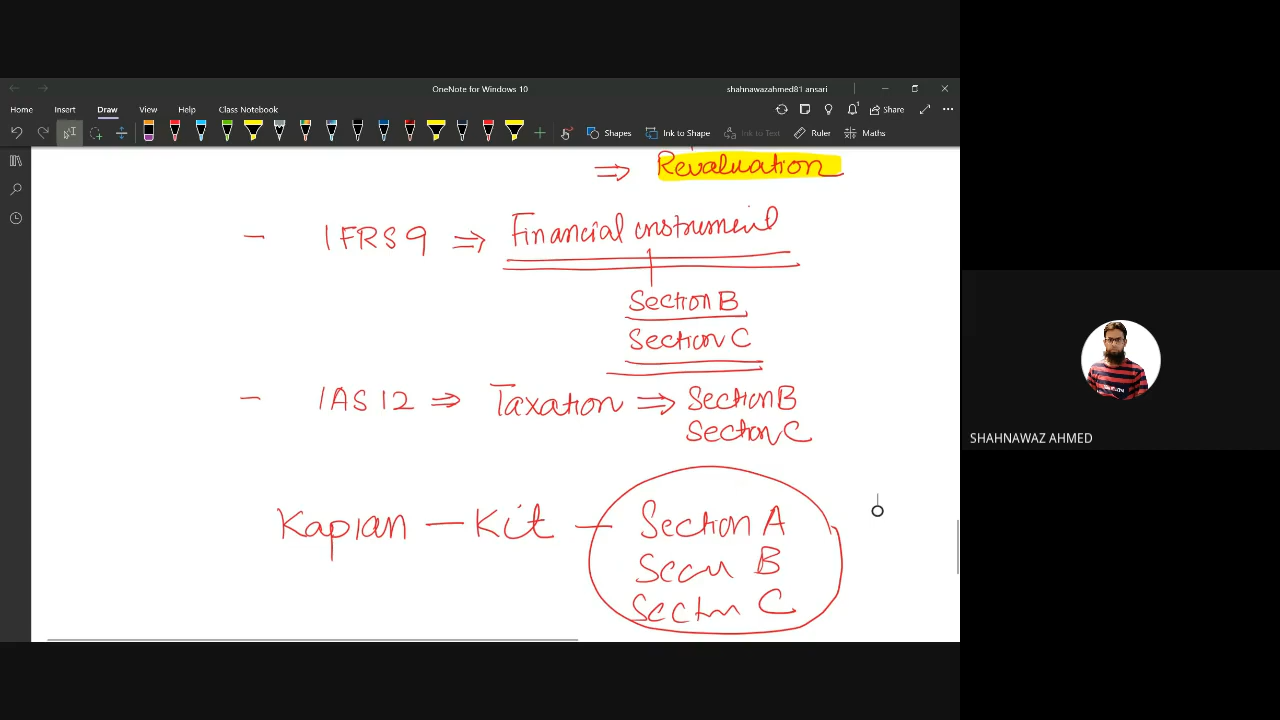 OneNote for Windows 10
shahnawazahmed81 ansari
Home Insert Draw View Help Class Notebook
Share
Shapes Ink to Shape Ink to Text Ruler Maths
⇒ Revaluation
- IFRS 9 ⇒ Financial instrument
Section B
Section C
- IAS 12 ⇒ Taxation ⇒ Section B
Section C
Kaplan - Kit - Section A
B
C
SHAHNAWAZ AHMED